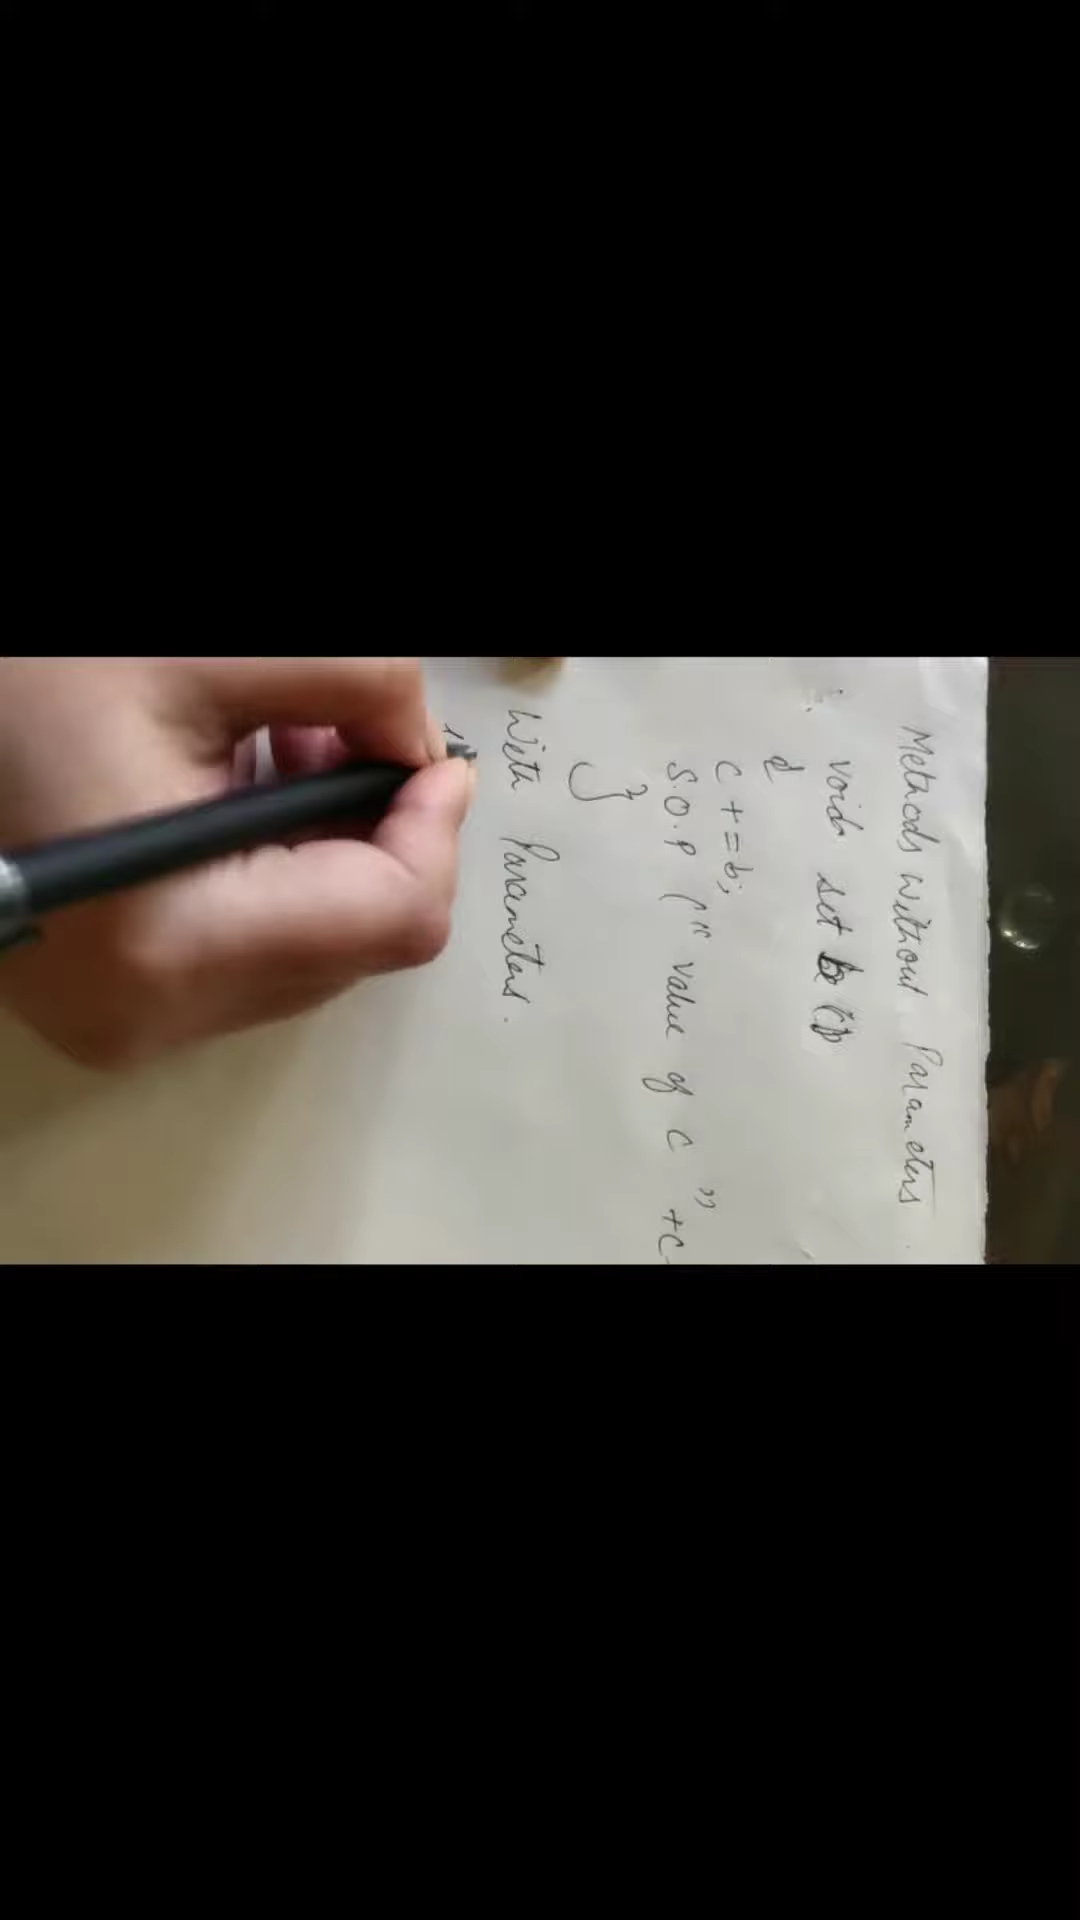 Methods Without Parameters.
void set b ()
{
c + = b;
S.O.P (" value of c " +c
}
With Parameters.